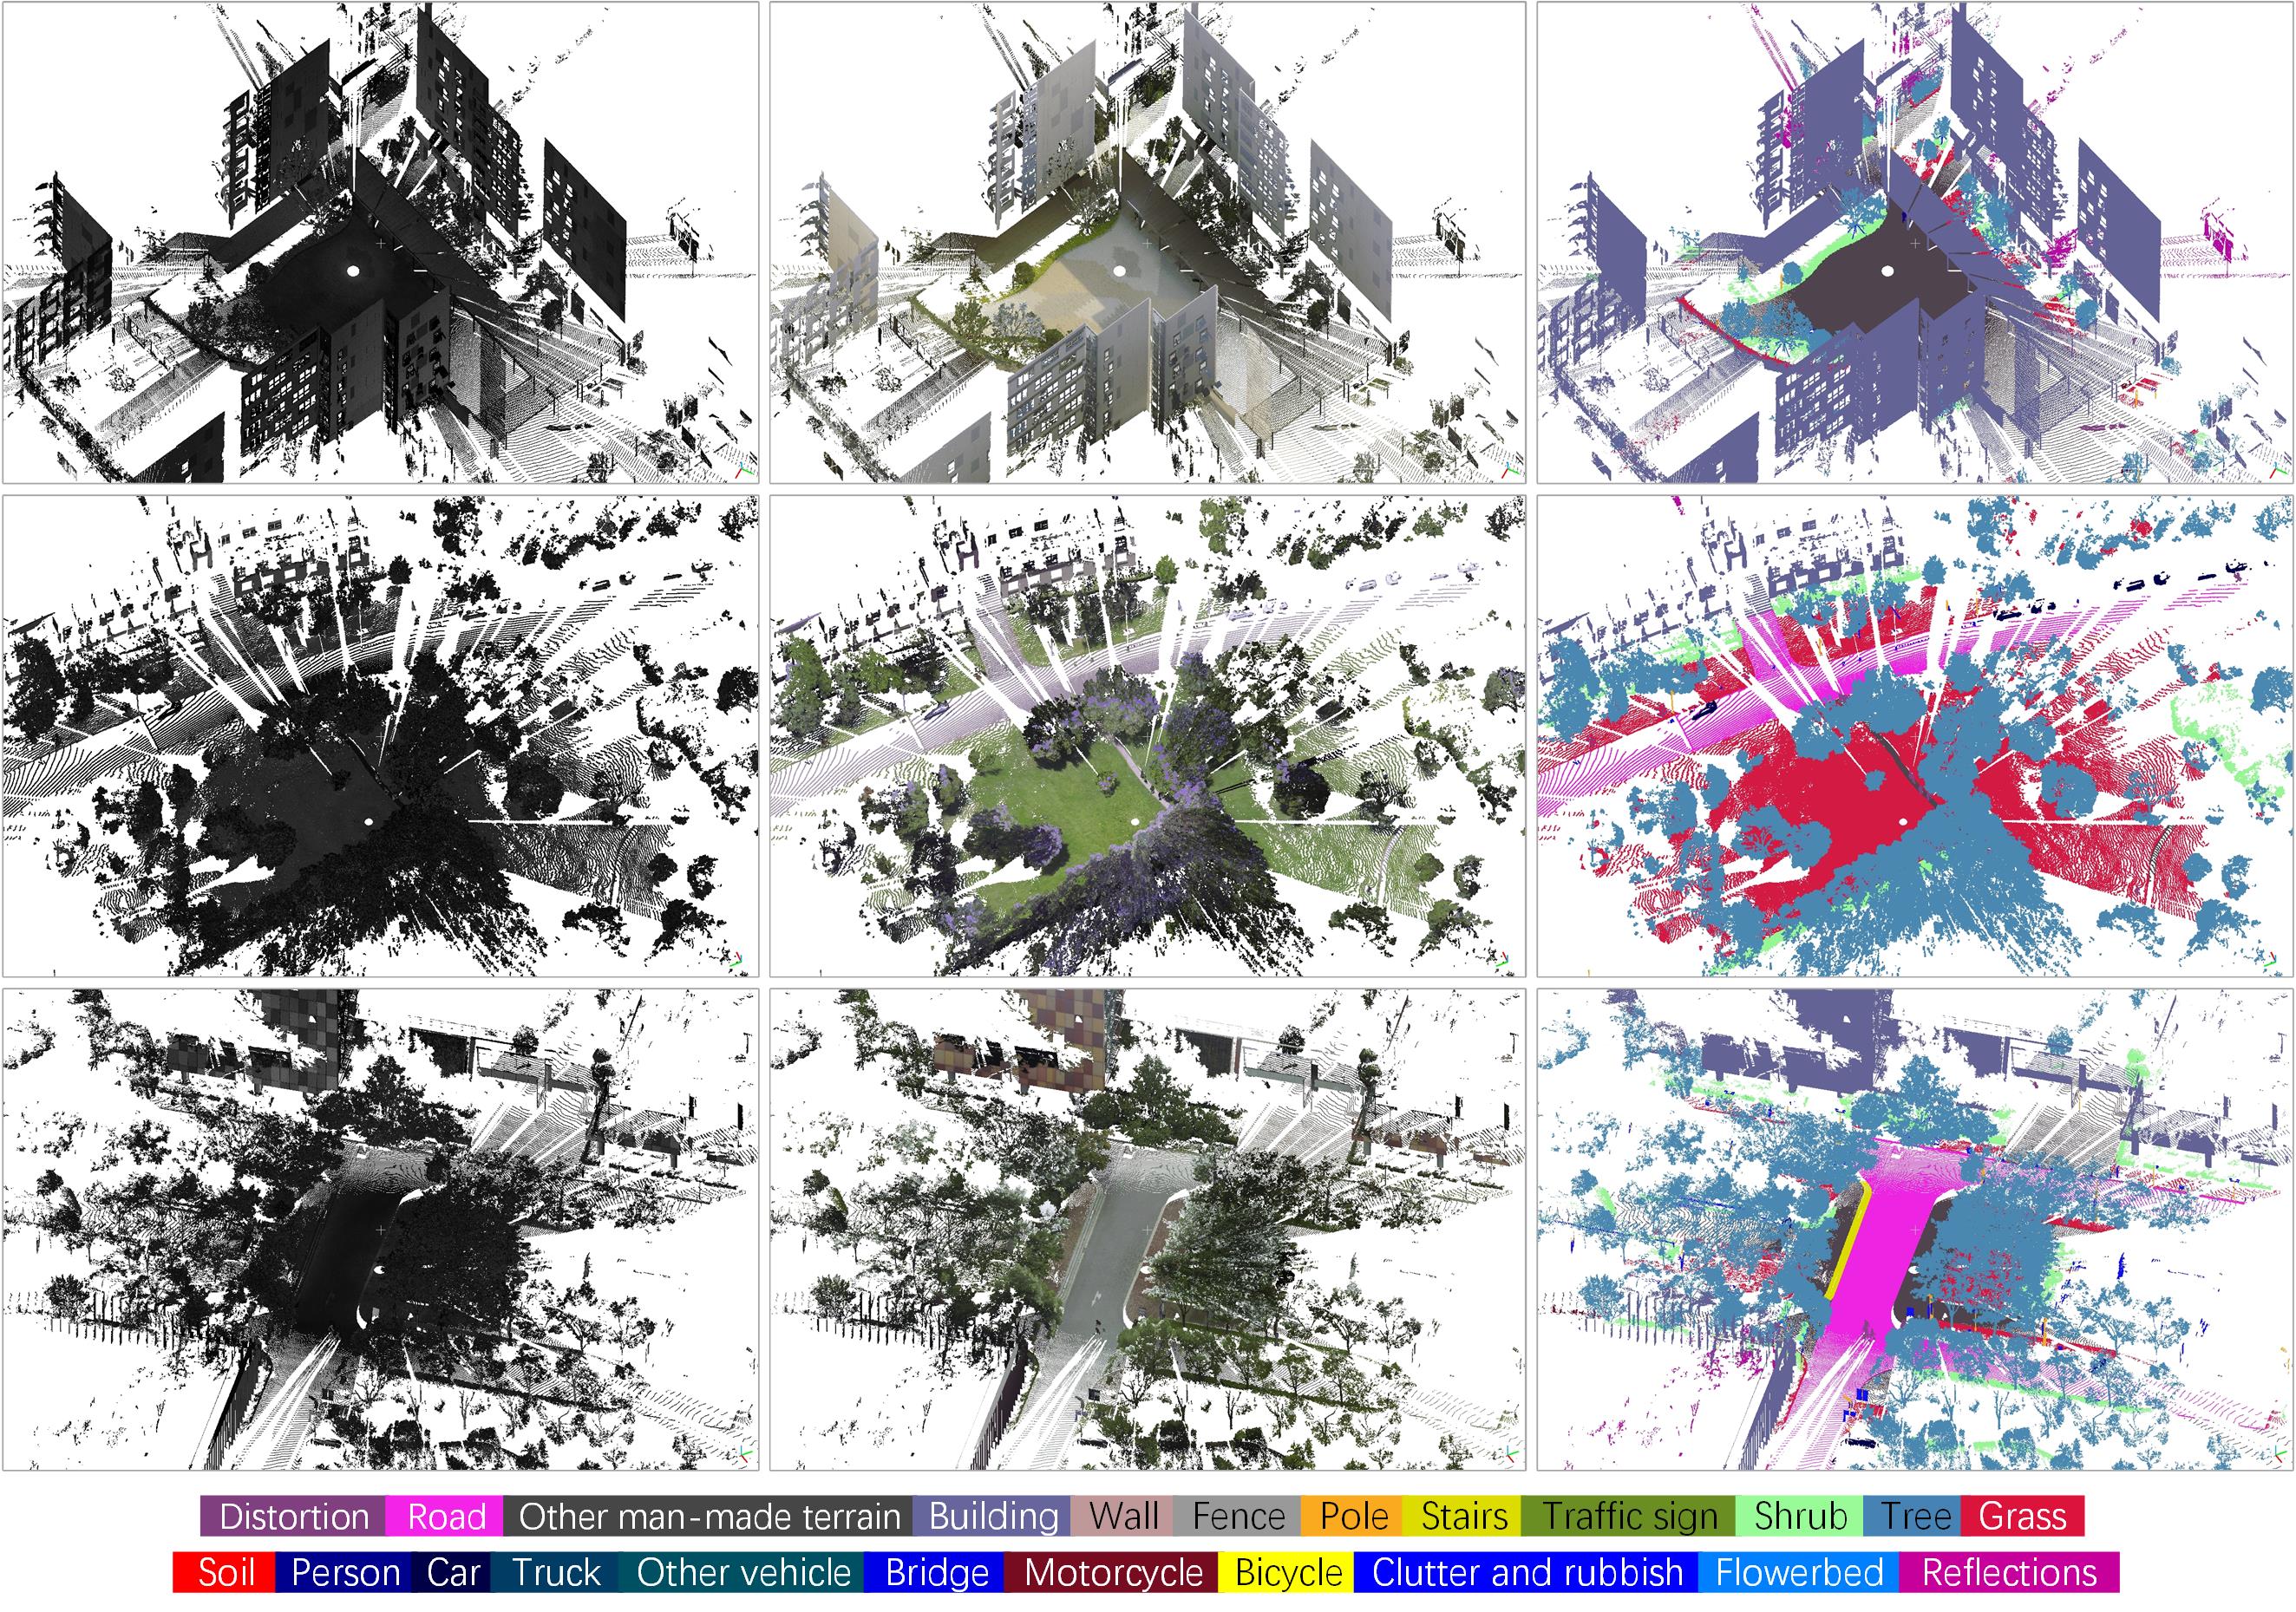 Distortion Road Other man-made terrain Building Wall Fence Pole Stairs Traffic sign Shrub Tree Grass
Soil Person Car Truck Other vehicle Bridge Motorcycle Bicycle Clutter and rubbish Flowerbed Reflections